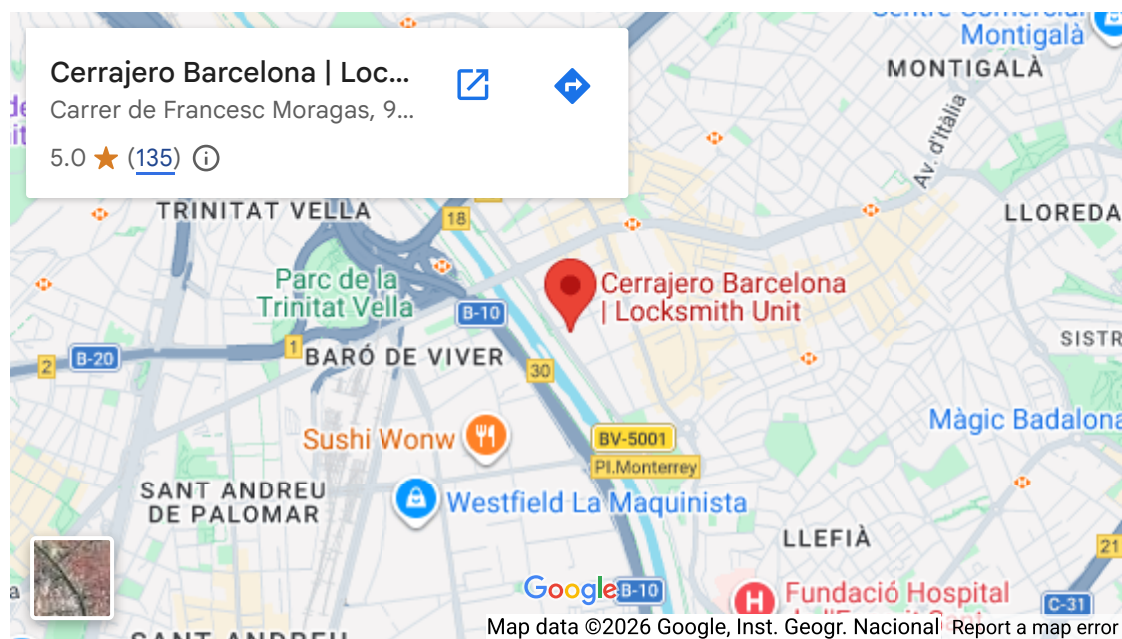 Cerrajero Barcelona | Loc...
Carrer de Francesc Moragas, 9...
5.0 ★ (135)
Montigalà
MONTIGALÀ
Av. d'Itàlia
TRINITAT VELLA
18
LLOREDA
Parc de la
Trinitat Vella
Cerrajero Barcelona
| Locksmith Unit
B-10
1
BARÓ DE VIVER
2
B-20
30
SISTR
Màgic Badalona
Sushi Wonw
BV-5001
Pl.Monterrey
SANT ANDREU
DE PALOMAR
Westfield La Maquinista
LLEFIÀ
21
Google
B-10
H
Fundació Hospital
C-31
Map data ©2026 Google, Inst. Geogr. Nacional
Report a map error